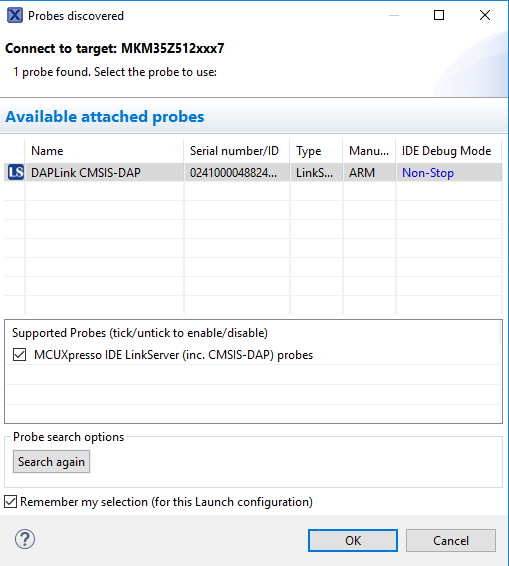 Probes discovered
Connect to target: MKM35Z512xxx7
1 probe found. Select the probe to use:
Available attached probes
Name Serial number/ID Type Manu... IDE Debug Mode
LS DAPLink CMSIS-DAP 0241000048824... LinkS... ARM Non-Stop
Supported Probes (tick/untick to enable/disable)
MCUXpresso IDE LinkServer (inc. CMSIS-DAP) probes
Probe search options
Search again
Remember my selection (for this Launch configuration)
? OK Cancel